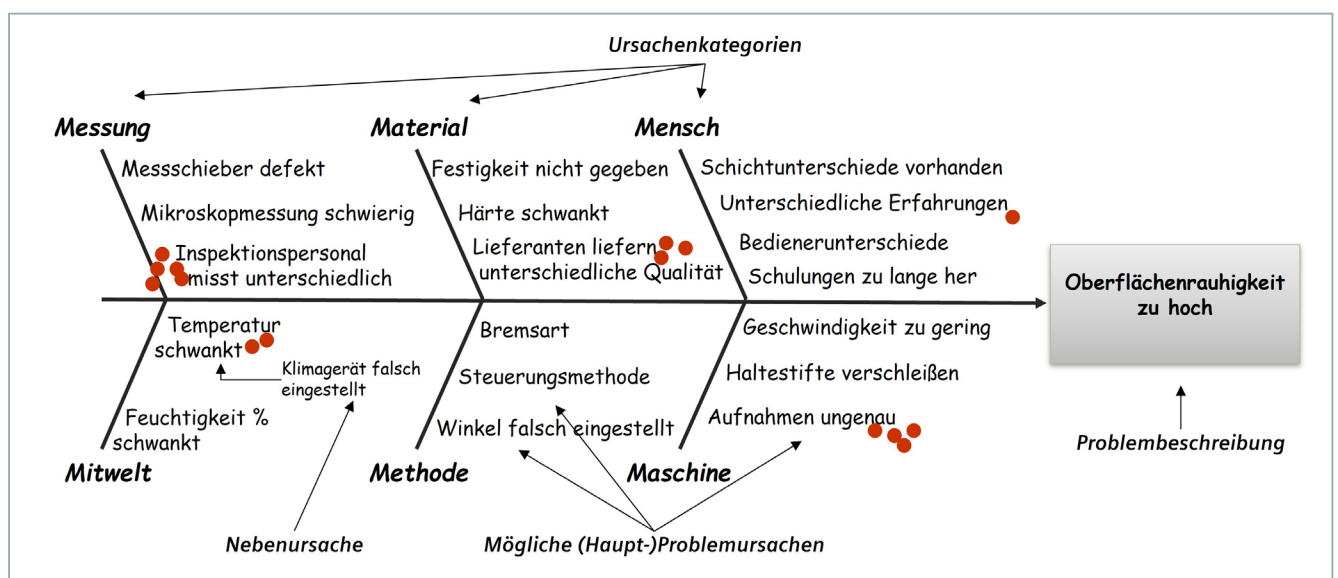 Ursachenkategorien
Messung
Material
Mensch
Messschieber defekt
Mikroskopmessung schwierig
Inspektionspersonal
misst unterschiedlich
Festigkeit nicht gegeben
Härte schwankt
Lieferanten liefern
unterschiedliche Qualität
Schichtunterschiede vorhanden
Unterschiedliche Erfahrungen
Bedienerunterschiede
Schulungen zu lange her
Oberflächenrauhigkeit
zu hoch
Temperatur
schwankt
Klimagerät falsch
eingestellt
Feuchtigkeit %
schwankt
Bremsart
Steuerungsmethode
Winkel falsch eingestellt
Geschwindigkeit zu gering
Haltestifte verschleißen
Aufnahmen ungenau
Mitwelt
Methode
Maschine
Problembeschreibung
Nebenursache
Mögliche (Haupt-)Problemursachen